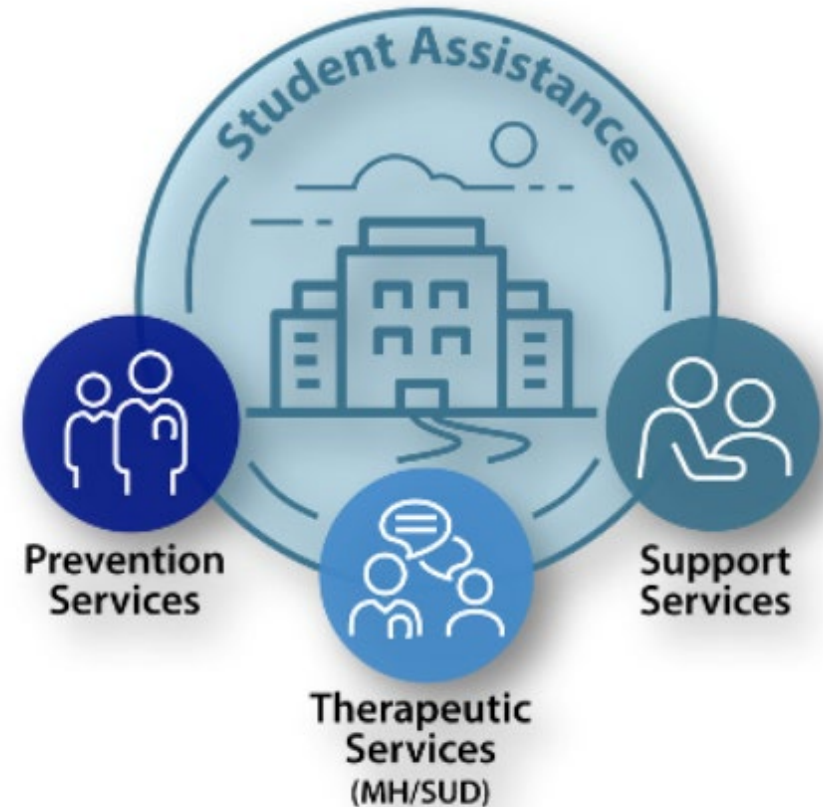 Student Assistance
Prevention
Services
Therapeutic
Services
(MH/SUD)
Support
Services